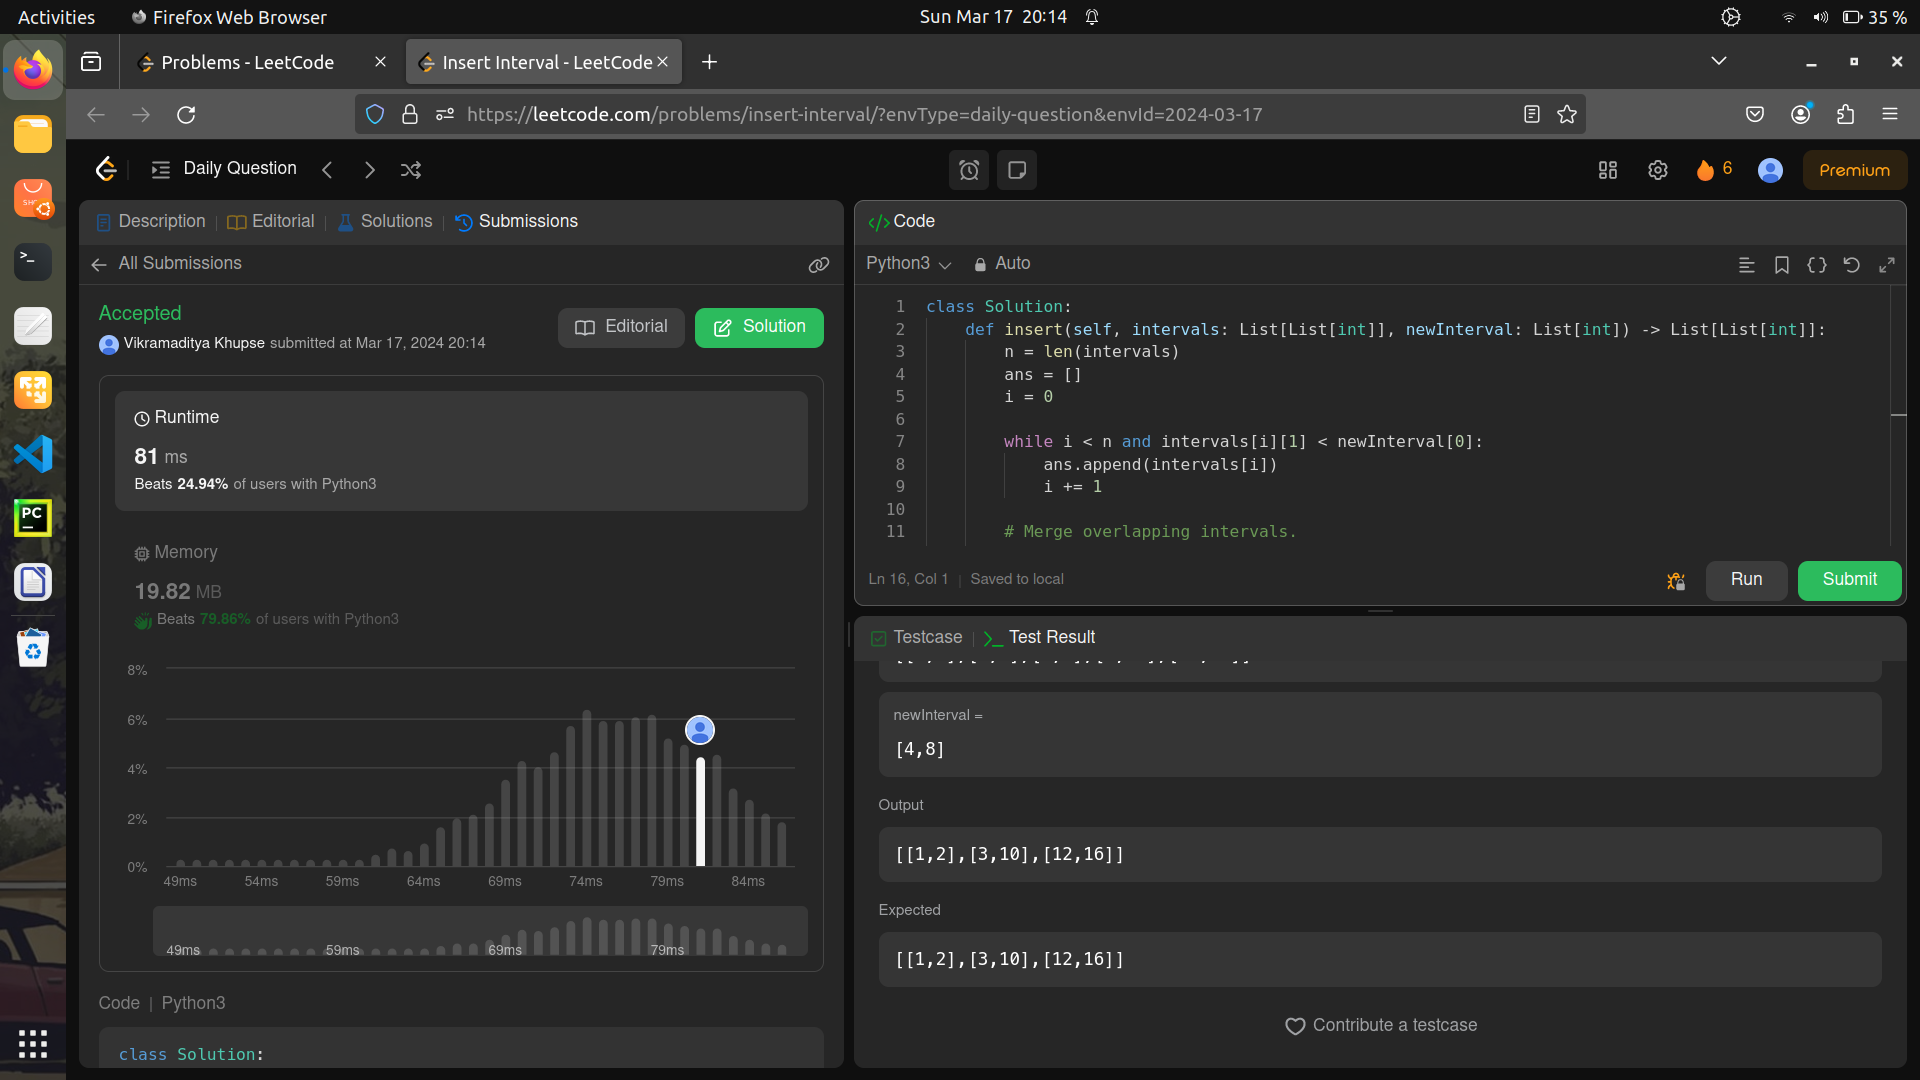 Activities
Firefox Web Browser
Sun Mar 17 20:14
35 %
Problems - LeetCode
Insert Interval - LeetCode
https://leetcode.com/problems/insert-interval/?envType=daily-question&envId=2024-03-17
Daily Question
6
Premium
Description | Editorial | Solutions | Submissions
All Submissions
Accepted
Vikramaditya Khupse submitted at Mar 17, 2024 20:14
Editorial
Solution
Runtime
81 ms
Beats 24.94% of users with Python3
Memory
19.82 MB
Beats 79.86% of users with Python3
8%
6%
4%
2%
0%
49ms 54ms 59ms 64ms 69ms 74ms 79ms 84ms
49ms 59ms 69ms 79ms
Code | Python3
class Solution:
</> Code
Python3 Auto
1 class Solution:
2 def insert(self, intervals: List[List[int]], newInterval: List[int]) -> List[List[int]]:
3 n = len(intervals)
4 ans = []
5 i = 0
6
7 while i < n and intervals[i][1] < newInterval[0]:
8 ans.append(intervals[i])
9 i += 1
10
11 # Merge overlapping intervals.
Ln 16, Col 1 | Saved to local
Run
Submit
Testcase | >_ Test Result
newInterval =
[4,8]
Output
[[1,2],[3,10],[12,16]]
Expected
[[1,2],[3,10],[12,16]]
Contribute a testcase